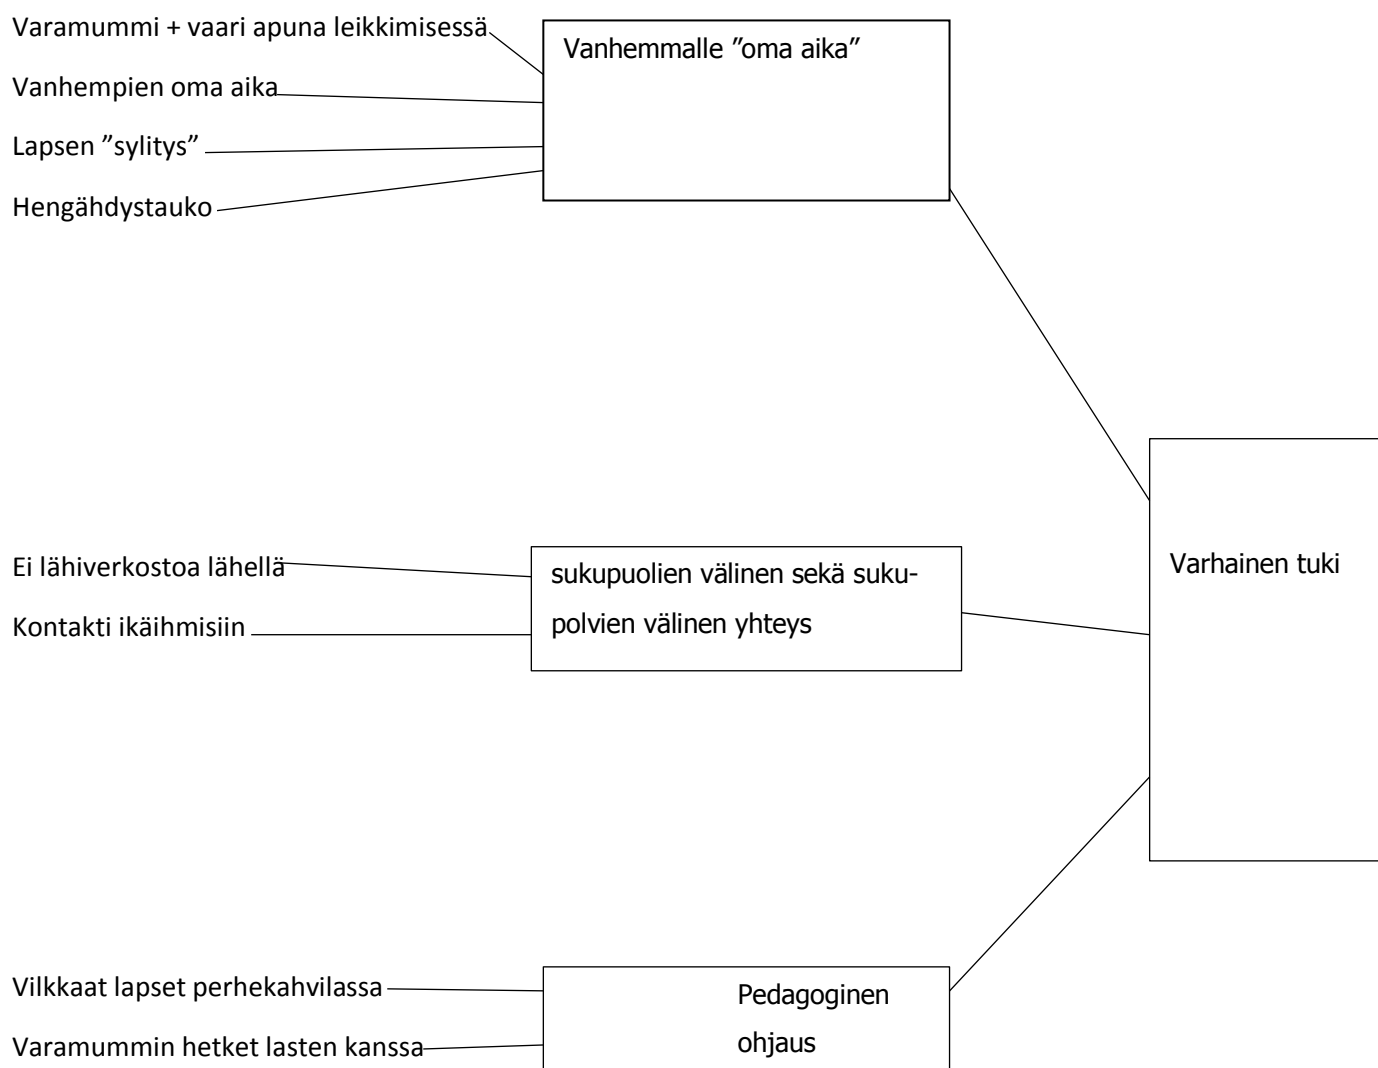 Varamummi + vaari apuna leikkimisessä
Vanhempien oma aika
Lapsen ”sylitys”
Hengähdystauko
Vanhemmalle ”oma aika”
Ei lähiverkostoa lähellä
Kontakti ikäihmisiin
sukupuolien välinen sekä suku-
polvien välinen yhteys
Varhainen tuki
Vilkkaat lapset perhekahvilassa
Varamummin hetket lasten kanssa
Pedagoginen
ohjaus